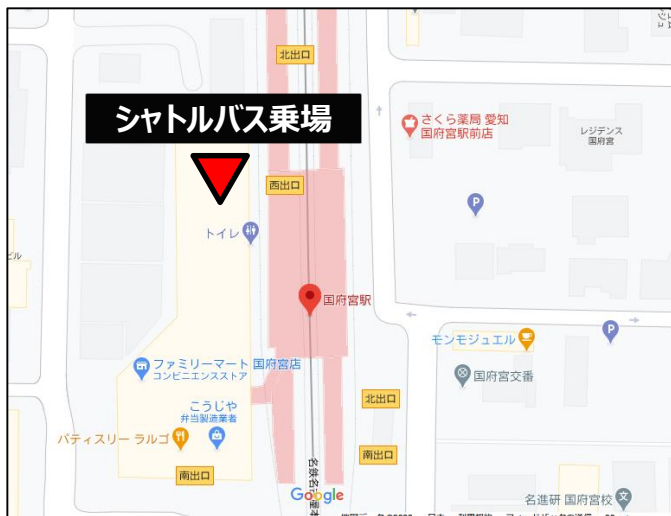 北出口
シャトルバス乗場
さくら薬局 愛知
国府宮駅前店
レジデンス
国府宮
西出口
P
トイレ
ビル
国府宮駅
P
モンモジュエル
ファミリーマート 国府宮店
コンビニエンスストア
国府宮交番
北出口
こうじや
弁当製造業者
パティスリー ラルゴ
南出口
南出口
Google
名進研 国府宮校